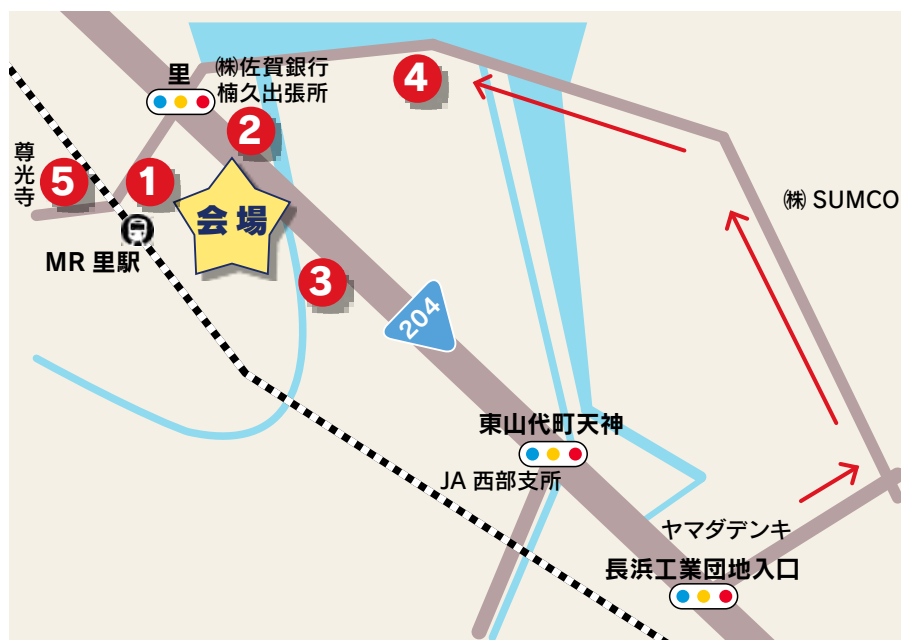 里
㈱佐賀銀行
楠久出張所
4
2
尊光寺
5
1
会場
㈱ SUMCO
MR 里駅
3
204
東山代町天神
JA 西部支所
ヤマダデンキ
長浜工業団地入口